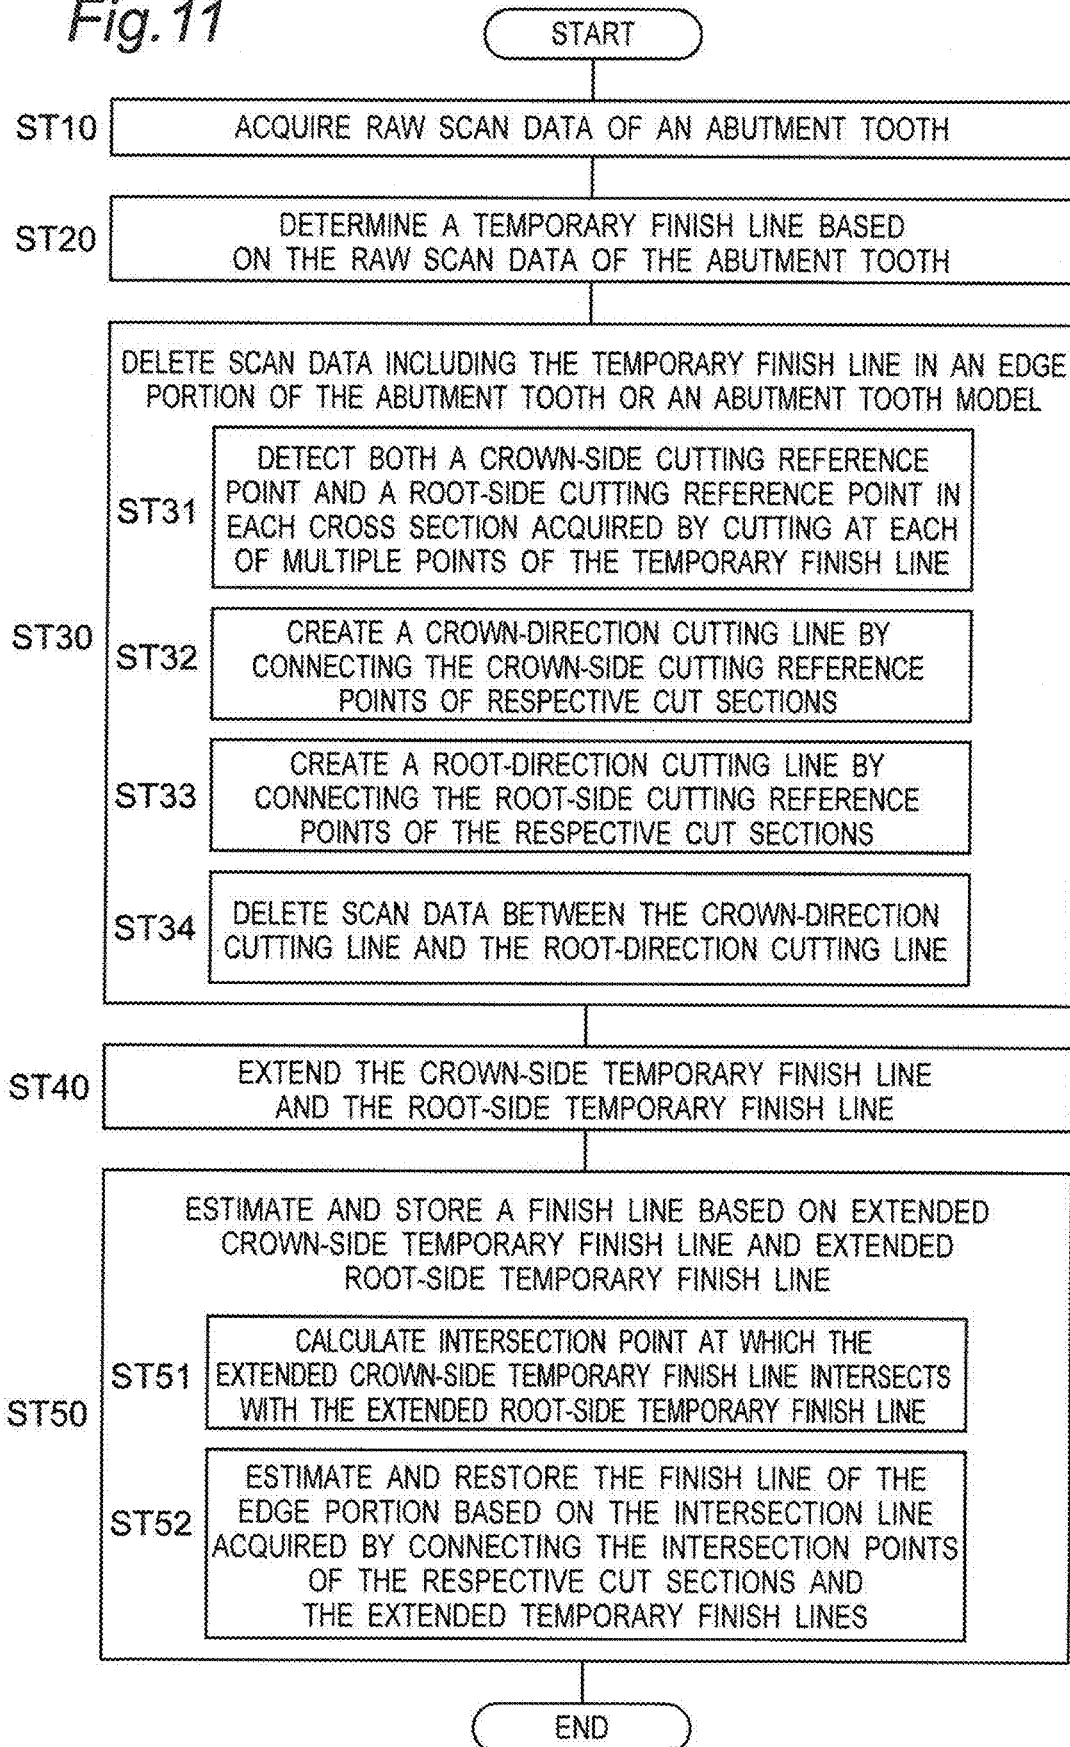 Fig.11
START
ST10
ACQUIRE RAW SCAN DATA OF AN ABUTMENT TOOTH
ST20
DETERMINE A TEMPORARY FINISH LINE BASED
ON THE RAW SCAN DATA OF THE ABUTMENT TOOTH
ST30
DELETE SCAN DATA INCLUDING THE TEMPORARY FINISH LINE IN AN EDGE
PORTION OF THE ABUTMENT TOOTH OR AN ABUTMENT TOOTH MODEL
ST31
DETECT BOTH A CROWN-SIDE CUTTING REFERENCE
POINT AND A ROOT-SIDE CUTTING REFERENCE POINT IN
EACH CROSS SECTION ACQUIRED BY CUTTING AT EACH
OF MULTIPLE POINTS OF THE TEMPORARY FINISH LINE
ST32
CREATE A CROWN-DIRECTION CUTTING LINE BY
CONNECTING THE CROWN-SIDE CUTTING REFERENCE
POINTS OF RESPECTIVE CUT SECTIONS
ST33
CREATE A ROOT-DIRECTION CUTTING LINE BY
CONNECTING THE ROOT-SIDE CUTTING REFERENCE
POINTS OF THE RESPECTIVE CUT SECTIONS
ST34
DELETE SCAN DATA BETWEEN THE CROWN-DIRECTION
CUTTING LINE AND THE ROOT-DIRECTION CUTTING LINE
ST40
EXTEND THE CROWN-SIDE TEMPORARY FINISH LINE
AND THE ROOT-SIDE TEMPORARY FINISH LINE
ST50
ESTIMATE AND STORE A FINISH LINE BASED ON EXTENDED
CROWN-SIDE TEMPORARY FINISH LINE AND EXTENDED
ROOT-SIDE TEMPORARY FINISH LINE
ST51
CALCULATE INTERSECTION POINT AT WHICH THE
EXTENDED CROWN-SIDE TEMPORARY FINISH LINE INTERSECTS
WITH THE EXTENDED ROOT-SIDE TEMPORARY FINISH LINE
ST52
ESTIMATE AND RESTORE THE FINISH LINE OF THE
EDGE PORTION BASED ON THE INTERSECTION LINE
ACQUIRED BY CONNECTING THE INTERSECTION POINTS
OF THE RESPECTIVE CUT SECTIONS AND
THE EXTENDED TEMPORARY FINISH LINES
END